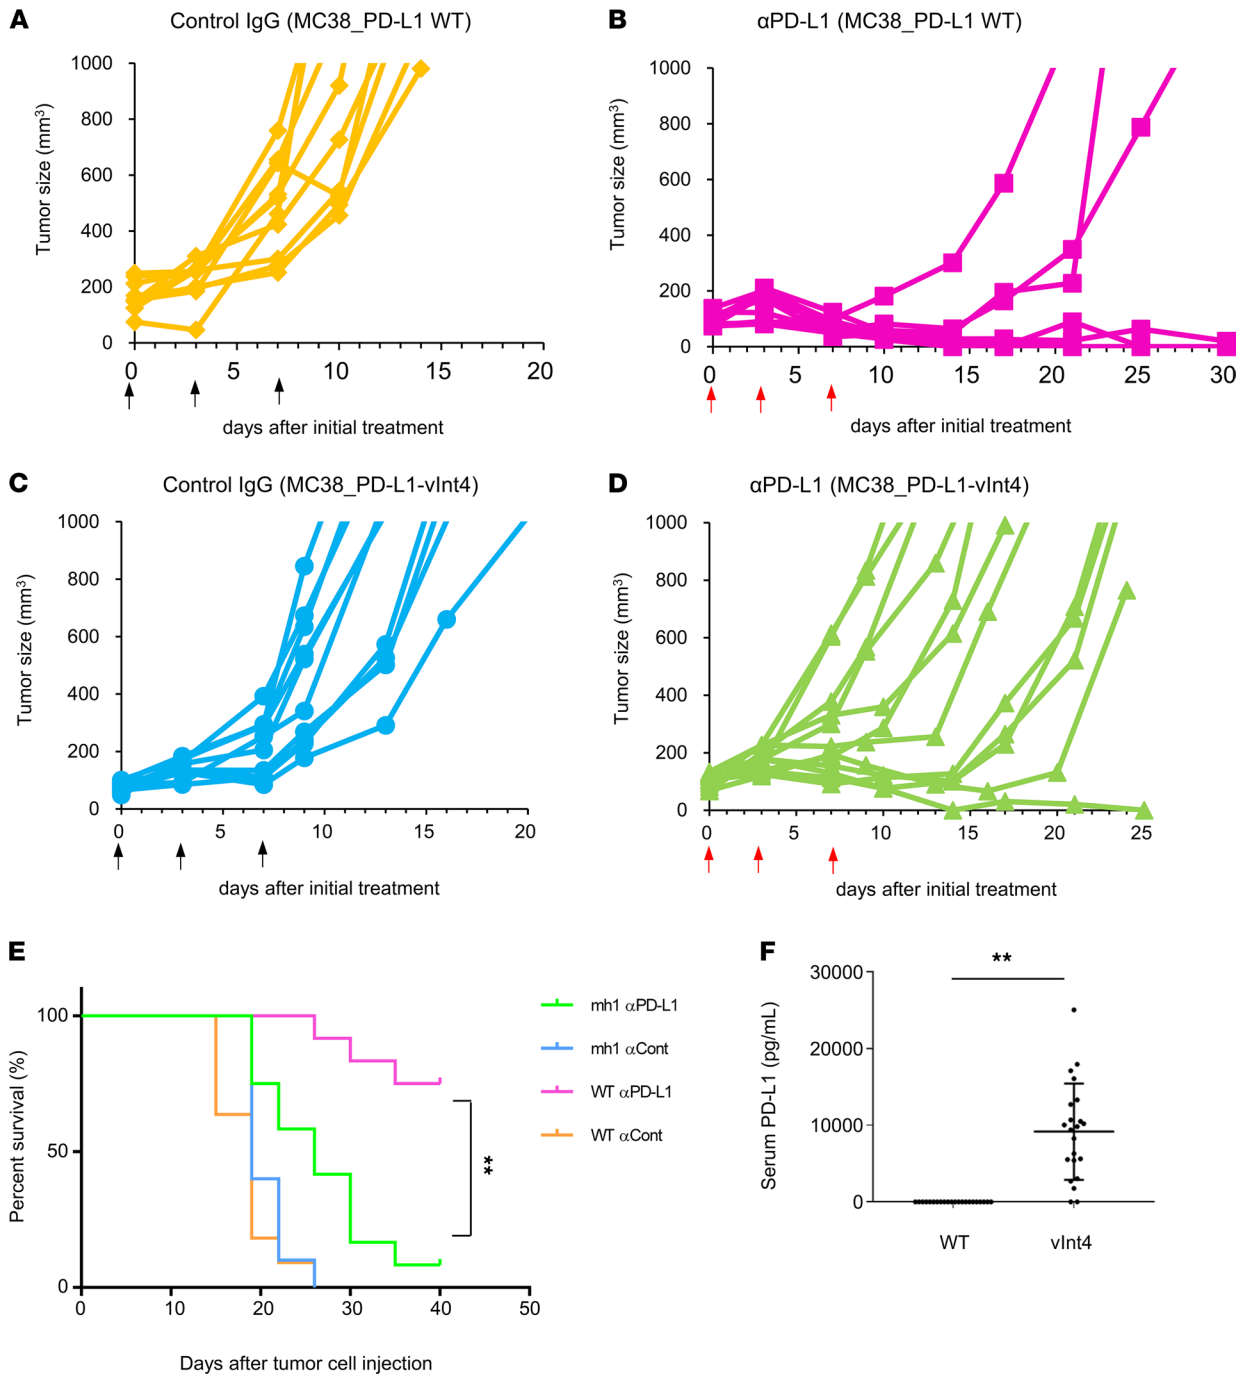 A
Control IgG (MC38_PD-L1 WT)
Tumor size (mm³)
1000
800
600
400
200
0
0 5 10 15 20
days after initial treatment
B
αPD-L1 (MC38_PD-L1 WT)
Tumor size (mm³)
1000
800
600
400
200
0
0 5 10 15 20 25 30
days after initial treatment
C
Control IgG (MC38_PD-L1-vInt4)
Tumor size (mm³)
1000
800
600
400
200
0
0 5 10 15 20
days after initial treatment
D
αPD-L1 (MC38_PD-L1-vInt4)
Tumor size (mm³)
1000
800
600
400
200
0
0 5 10 15 20 25
days after initial treatment
E
Percent survival (%)
100
50
0
0 10 20 30 40 50
Days after tumor cell injection
mh1 αPD-L1
mh1 αCont
WT αPD-L1
WT αCont
**
F
Serum PD-L1 (pg/mL)
30000
20000
10000
0
**
WT vInt4